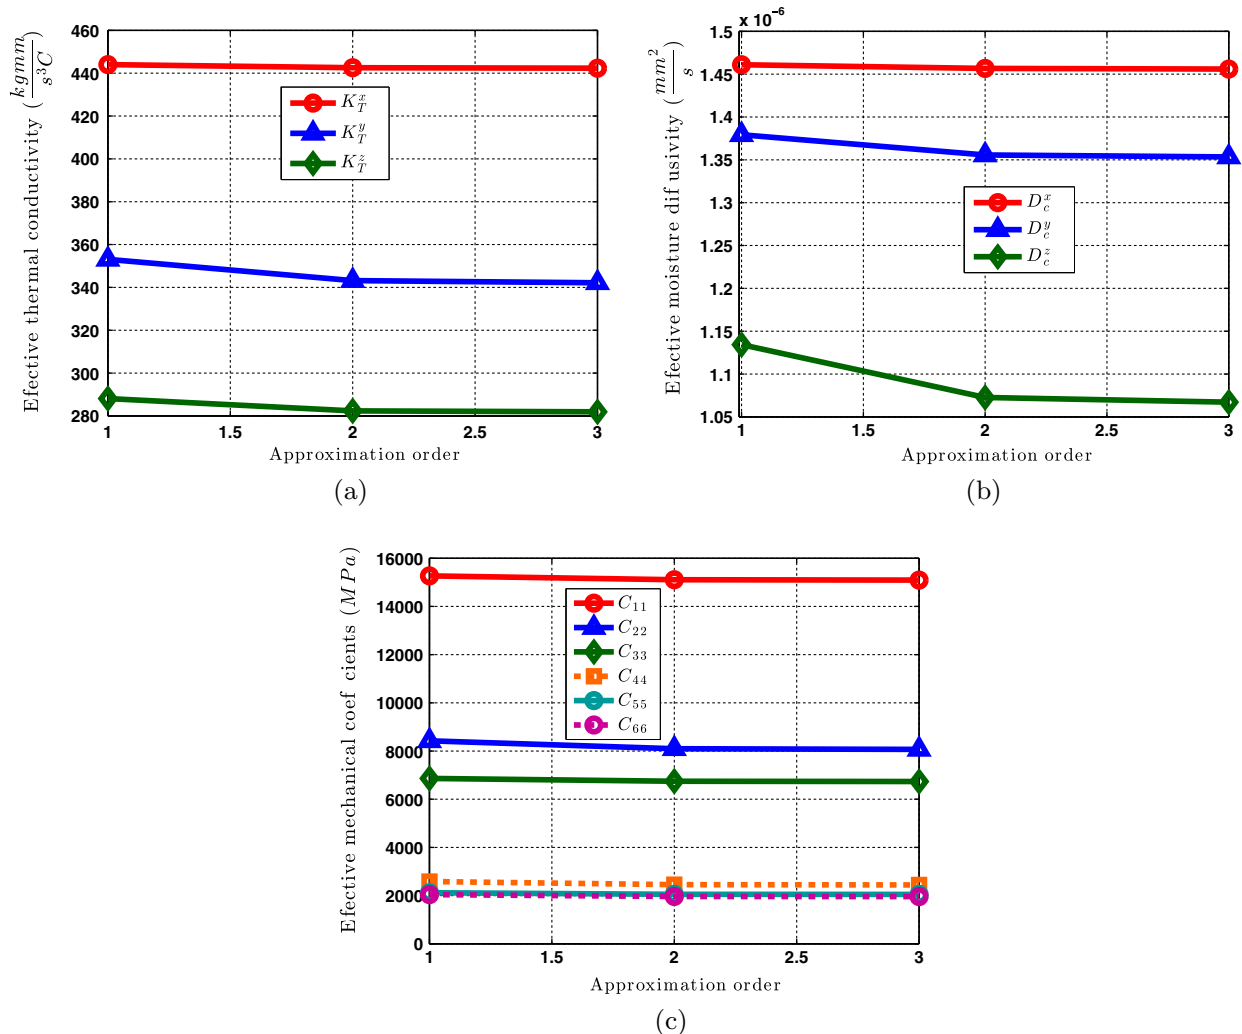 460
440
420
400
380
360
340
320
300
280
1
1.5
2
2.5
3
Efective thermal conductivity (kgmm/s³C)
K_T^x
K_T^y
K_T^z
Approximation order
(a)
x 10⁻⁶
1.5
1.45
1.4
1.35
1.3
1.25
1.2
1.15
1.1
1.05
1
1.5
2
2.5
3
Efective moisture dif usivity (mm²/s)
D_c^x
D_c^y
D_c^z
Approximation order
(b)
16000
14000
12000
10000
8000
6000
4000
2000
0
1
1.5
2
2.5
3
Efective mechanical coef cients (MPa)
C₁₁
C₂₂
C₃₃
C₄₄
C₅₅
C₆₆
Approximation order
(c)